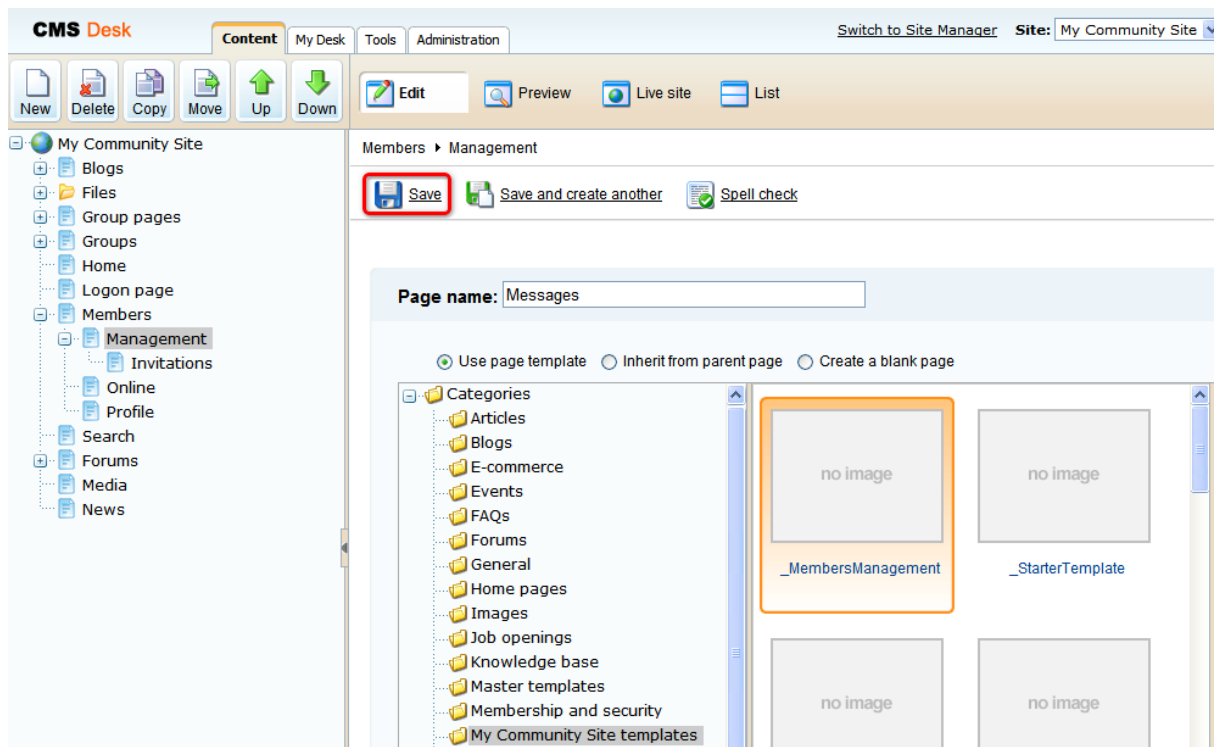 CMS Desk
Content
My Desk
Tools
Administration
Switch to Site Manager
Site: My Community Site
New
Delete
Copy
Move
Up
Down
Edit
Preview
Live site
List
My Community Site
Blogs
Files
Group pages
Groups
Home
Logon page
Members
Management
Invitations
Online
Profile
Search
Forums
Media
News
Members Management
Save
Save and create another
Spell check
Page name: Messages
Use page template
Inherit from parent page
Create a blank page
Categories
Articles
Blogs
E-commerce
Events
FAQs
Forums
General
Home pages
Images
Job openings
Knowledge base
Master templates
Membership and security
My Community Site templates
no image
no image
_MembersManagement
_StarterTemplate
no image
no image